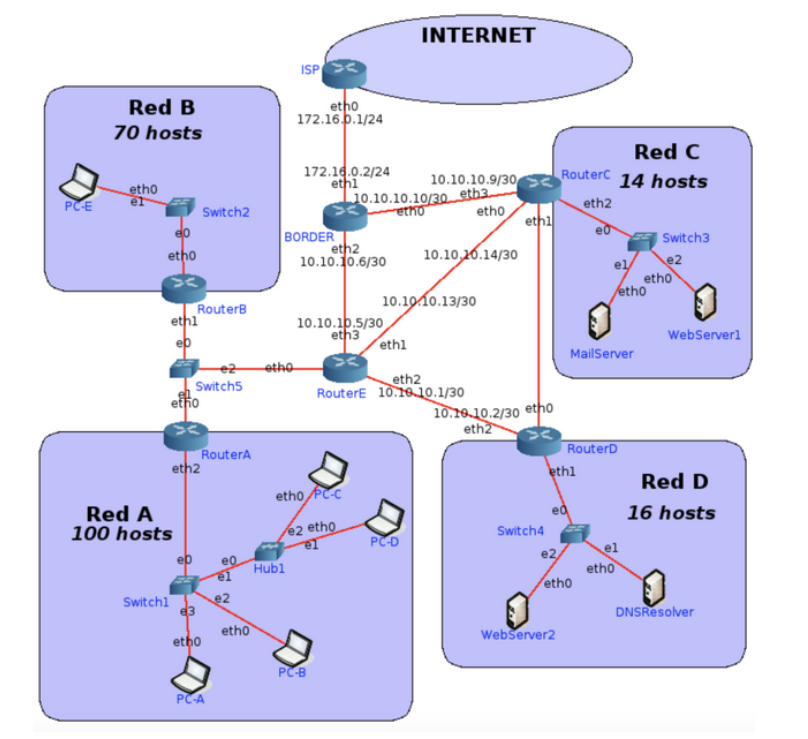 INTERNET
ISP
eth0
172.16.0.1/24
Red B
70 hosts
eth0
e1
PC-E
Switch2
e0
eth0
RouterB
eth1
e0
Switch5
e2
eth0
e1
eth0
RouterA
eth2
172.16.0.2/24
eth1
10.10.10.10/30
eth0
BORDER
eth2
10.10.10.6/30
10.10.10.9/30
eth3
RouterC
eth0
eth1
eth2
10.10.10.14/30
10.10.10.13/30
10.10.10.5/30
eth3
eth1
RouterE
eth2
10.10.10.1/30
10.10.10.2/30
eth2
eth0
RouterD
eth1
Red C
14 hosts
e0
Switch3
e1
e2
eth0
eth0
MailServer
WebServer1
Red A
100 hosts
eth0
PC-C
e2
eth0
e1
PC-D
e0
Hub1
e0
e1
Switch1
e2
e3
eth0
eth0
PC-B
PC-A
Red D
16 hosts
e0
Switch4
e2
e1
eth0
eth0
DNSResolver
WebServer2